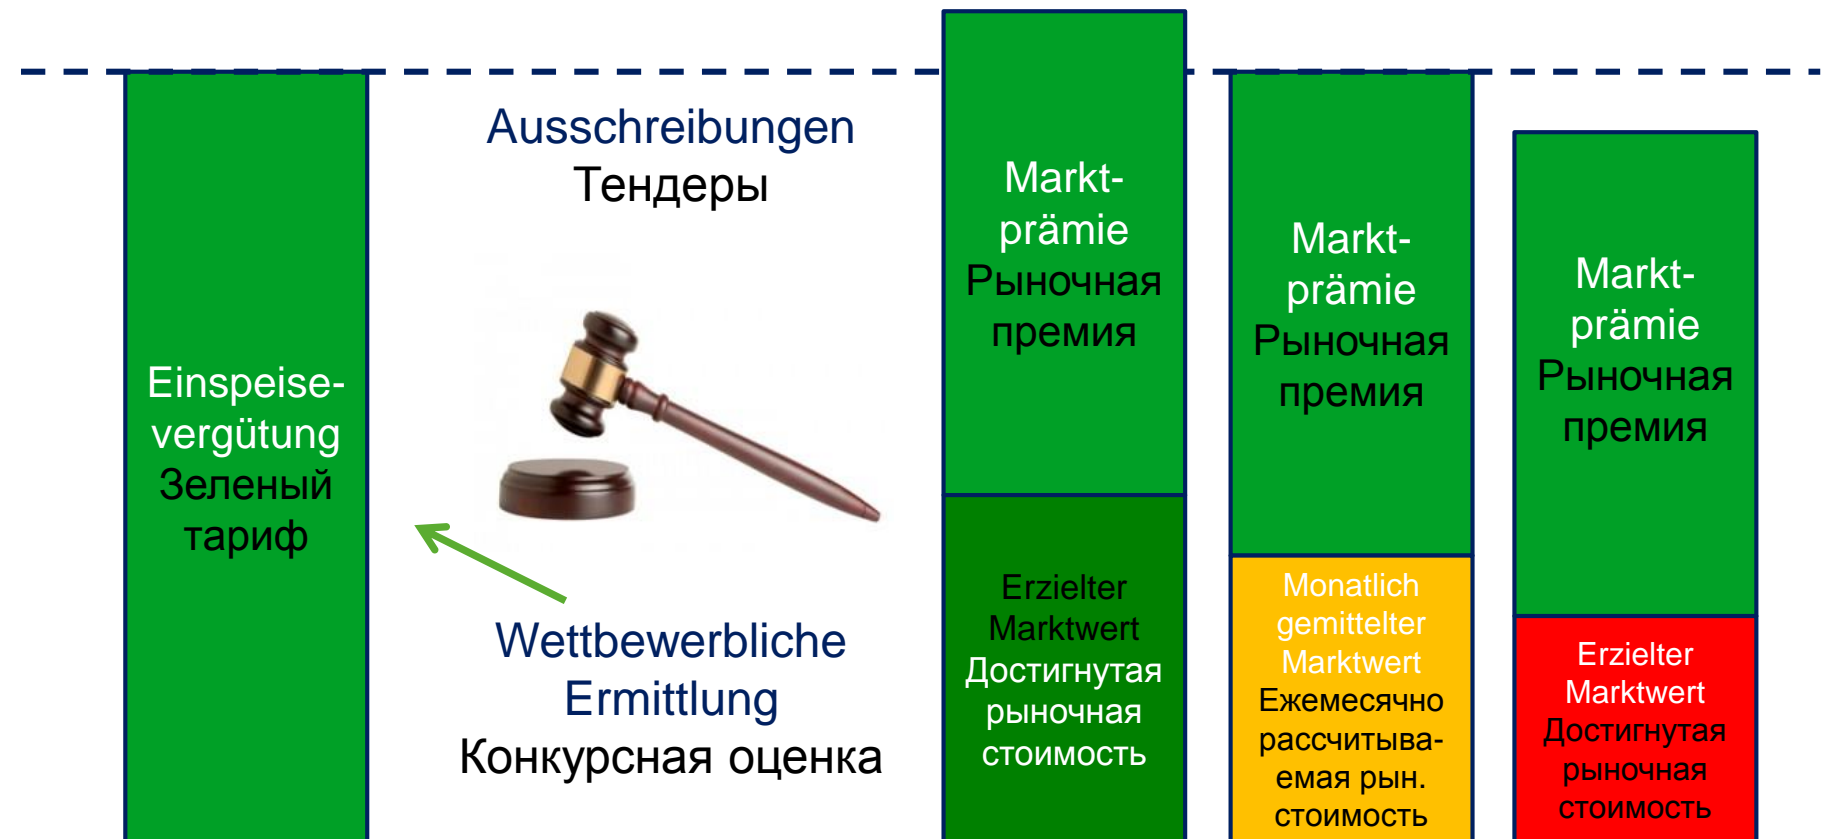 Einspeise-
vergütung
Зеленый
тариф
Ausschreibungen
Тендеры
Wettbewerbliche
Ermittlung
Конкурсная оценка
Markt-
prämie
Рыночная
премия
Erzielter
Marktwert
Достигнутая
рыночная
стоимость
Markt-
prämie
Рыночная
премия
Monatlich
gemittelter
Marktwert
Ежемесячно
рассчитыва-
емая рын.
стоимость
Markt-
prämie
Рыночная
премия
Erzielter
Marktwert
Достигнутая
рыночная
стоимость